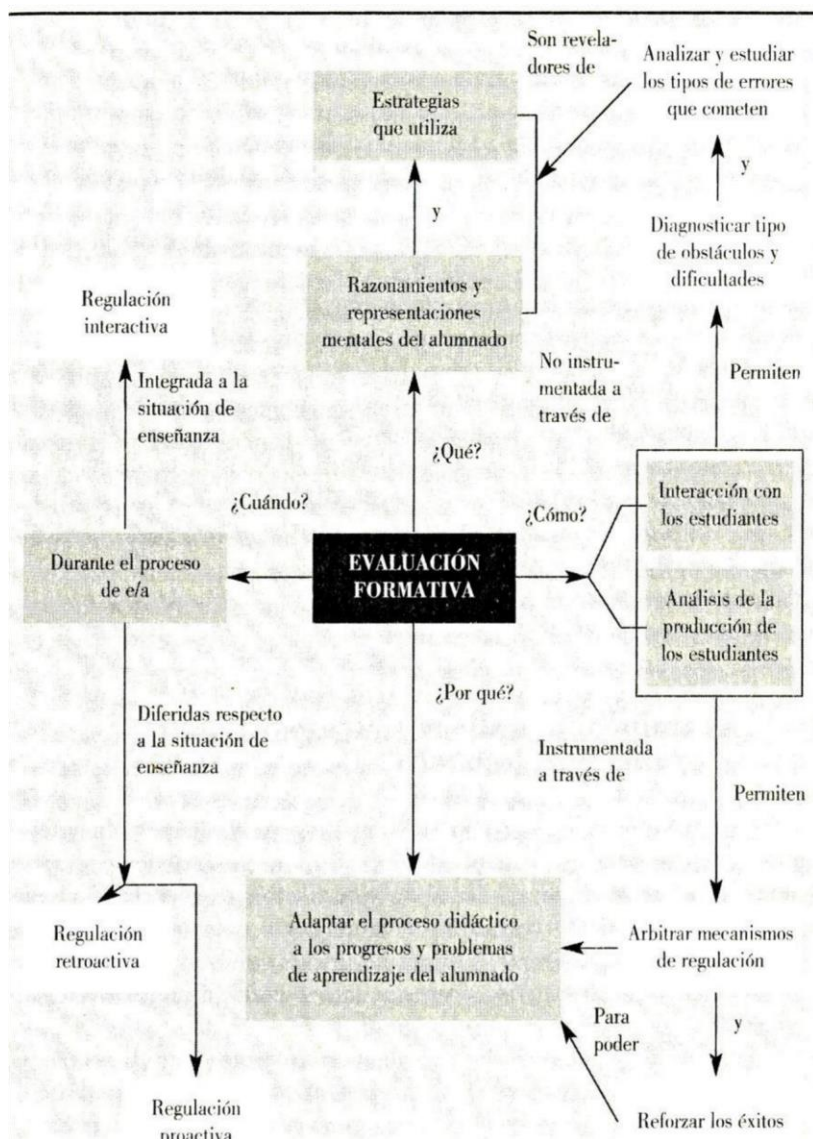 Son revela-
dores de
Analizar y estudiar
los tipos de errores
que cometen
Estrategias
que utiliza
y
y
Diagnosticar tipo
de obstáculos y
dificultades
Regulación
interactiva
Razonamientos y
representaciones
mentales del alumnado
Integrada a la
situación de
enseñanza
No instru-
mentada a
través de
Permiten
¿Qué?
¿Cuándo?
¿Cómo?
Interacción con
los estudiantes
Durante el proceso
de e/a
EVALUACIÓN
FORMATIVA
Análisis de la
producción de
los estudiantes
¿Por qué?
Diferidas respecto
a la situación de
enseñanza
Instrumentada
a través de
Permiten
Regulación
retroactiva
Adaptar el proceso didáctico
a los progresos y problemas
de aprendizaje del alumnado
Arbitrar mecanismos
de regulación
Para
poder
y
Regulación
proactiva
Reforzar los éxitos